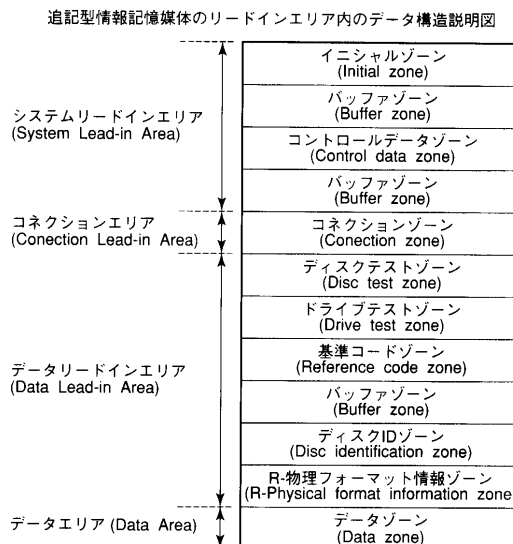 追記型情報記憶媒体のリードインエリア内のデータ構造説明図
システムリードインエリア
(System Lead-in Area)
イニシャルゾーン
(Initial zone)
バッファゾーン
(Buffer zone)
コントロールデータゾーン
(Control data zone)
バッファゾーン
(Buffer zone)
コネクションエリア
(Conection Lead-in Area)
コネクションゾーン
(Conection zone)
データリードインエリア
(Data Lead-in Area)
ディスクテストゾーン
(Disc test zone)
ドライブテストゾーン
(Drive test zone)
基準コードゾーン
(Reference code zone)
バッファゾーン
(Buffer zone)
ディスクIDゾーン
(Disc identification zone)
R-物理フォーマット情報ゾーン
(R-Physical format information zone
データエリア (Data Area)
データゾーン
(Data zone)